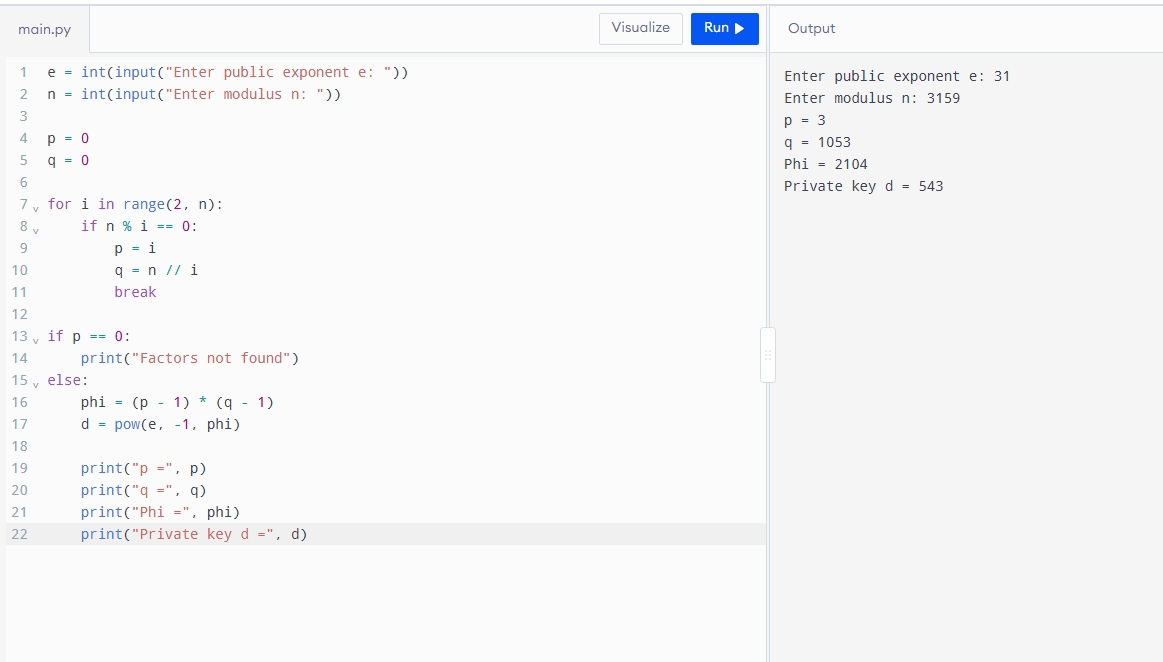 main.py
Visualize
Run
Output
1 e = int(input("Enter public exponent e: "))
2 n = int(input("Enter modulus n: "))
3
4 p = 0
5 q = 0
6
7 for i in range(2, n):
8     if n % i == 0:
9         p = i
10         q = n // i
11         break
12
13 if p == 0:
14     print("Factors not found")
15 else:
16     phi = (p - 1) * (q - 1)
17     d = pow(e, -1, phi)
18
19     print("p =", p)
20     print("q =", q)
21     print("Phi =", phi)
22     print("Private key d =", d)
Enter public exponent e: 31
Enter modulus n: 3159
p = 3
q = 1053
Phi = 2104
Private key d = 543